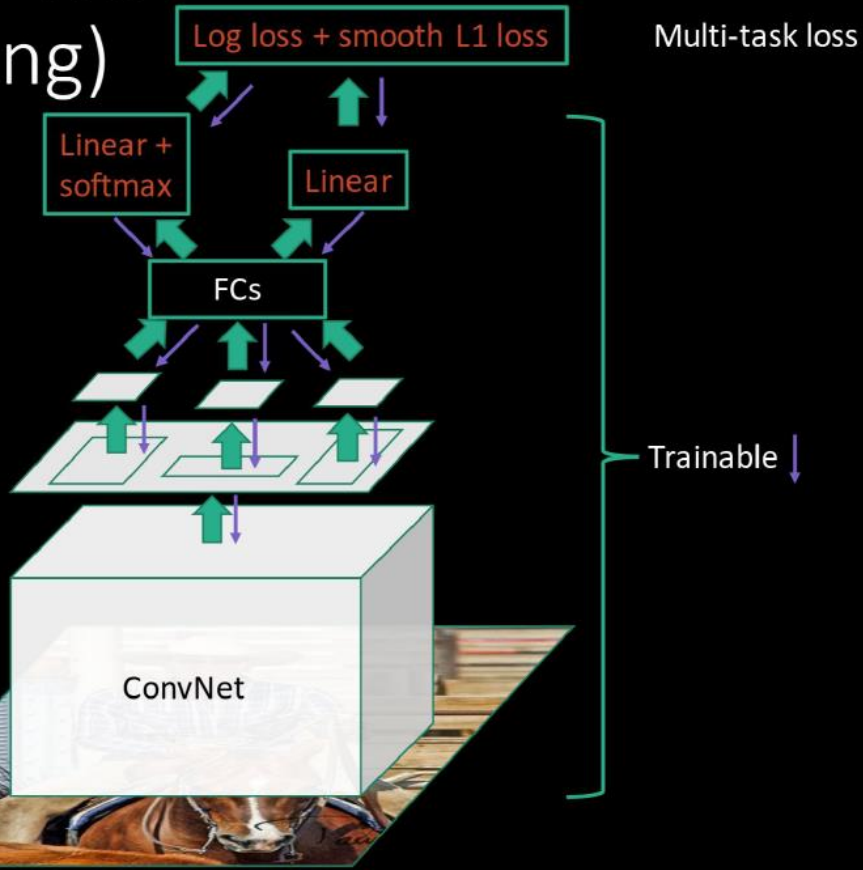 ng)
Log loss + smooth L1 loss
Multi-task loss
Linear +
softmax
Linear
FCs
Trainable
ConvNet